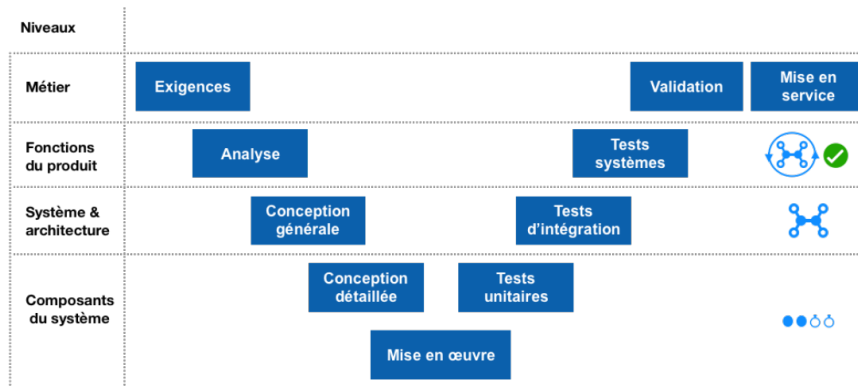 Niveaux
Métier
Exigences
Validation
Mise en
service
Fonctions
du produit
Analyse
Tests
systèmes
Système &
architecture
Conception
générale
Tests
d'intégration
Composants
du système
Conception
détaillée
Tests
unitaires
Mise en œuvre